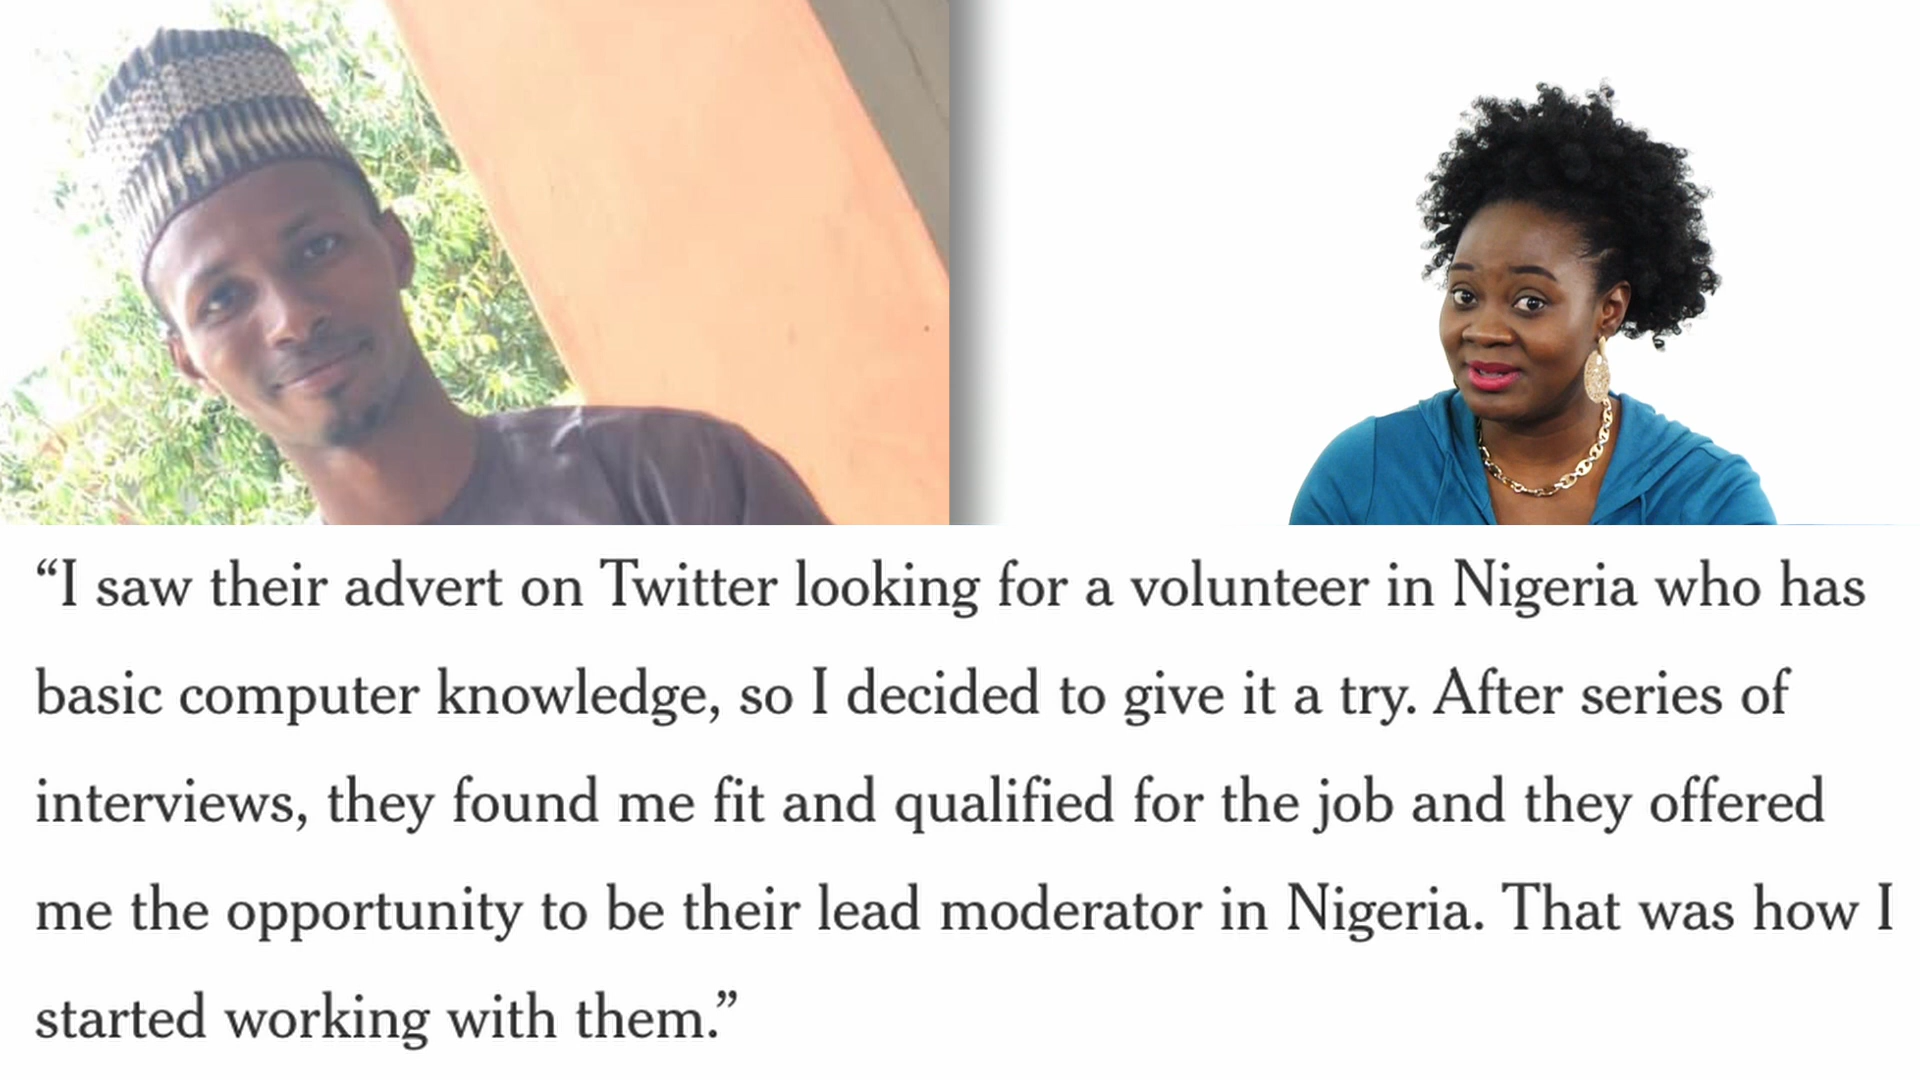 “I saw their advert on Twitter looking for a volunteer in Nigeria who has
basic computer knowledge, so I decided to give it a try. After series of
interviews, they found me fit and qualified for the job and they offered
me the opportunity to be their lead moderator in Nigeria. That was how I
started working with them.”